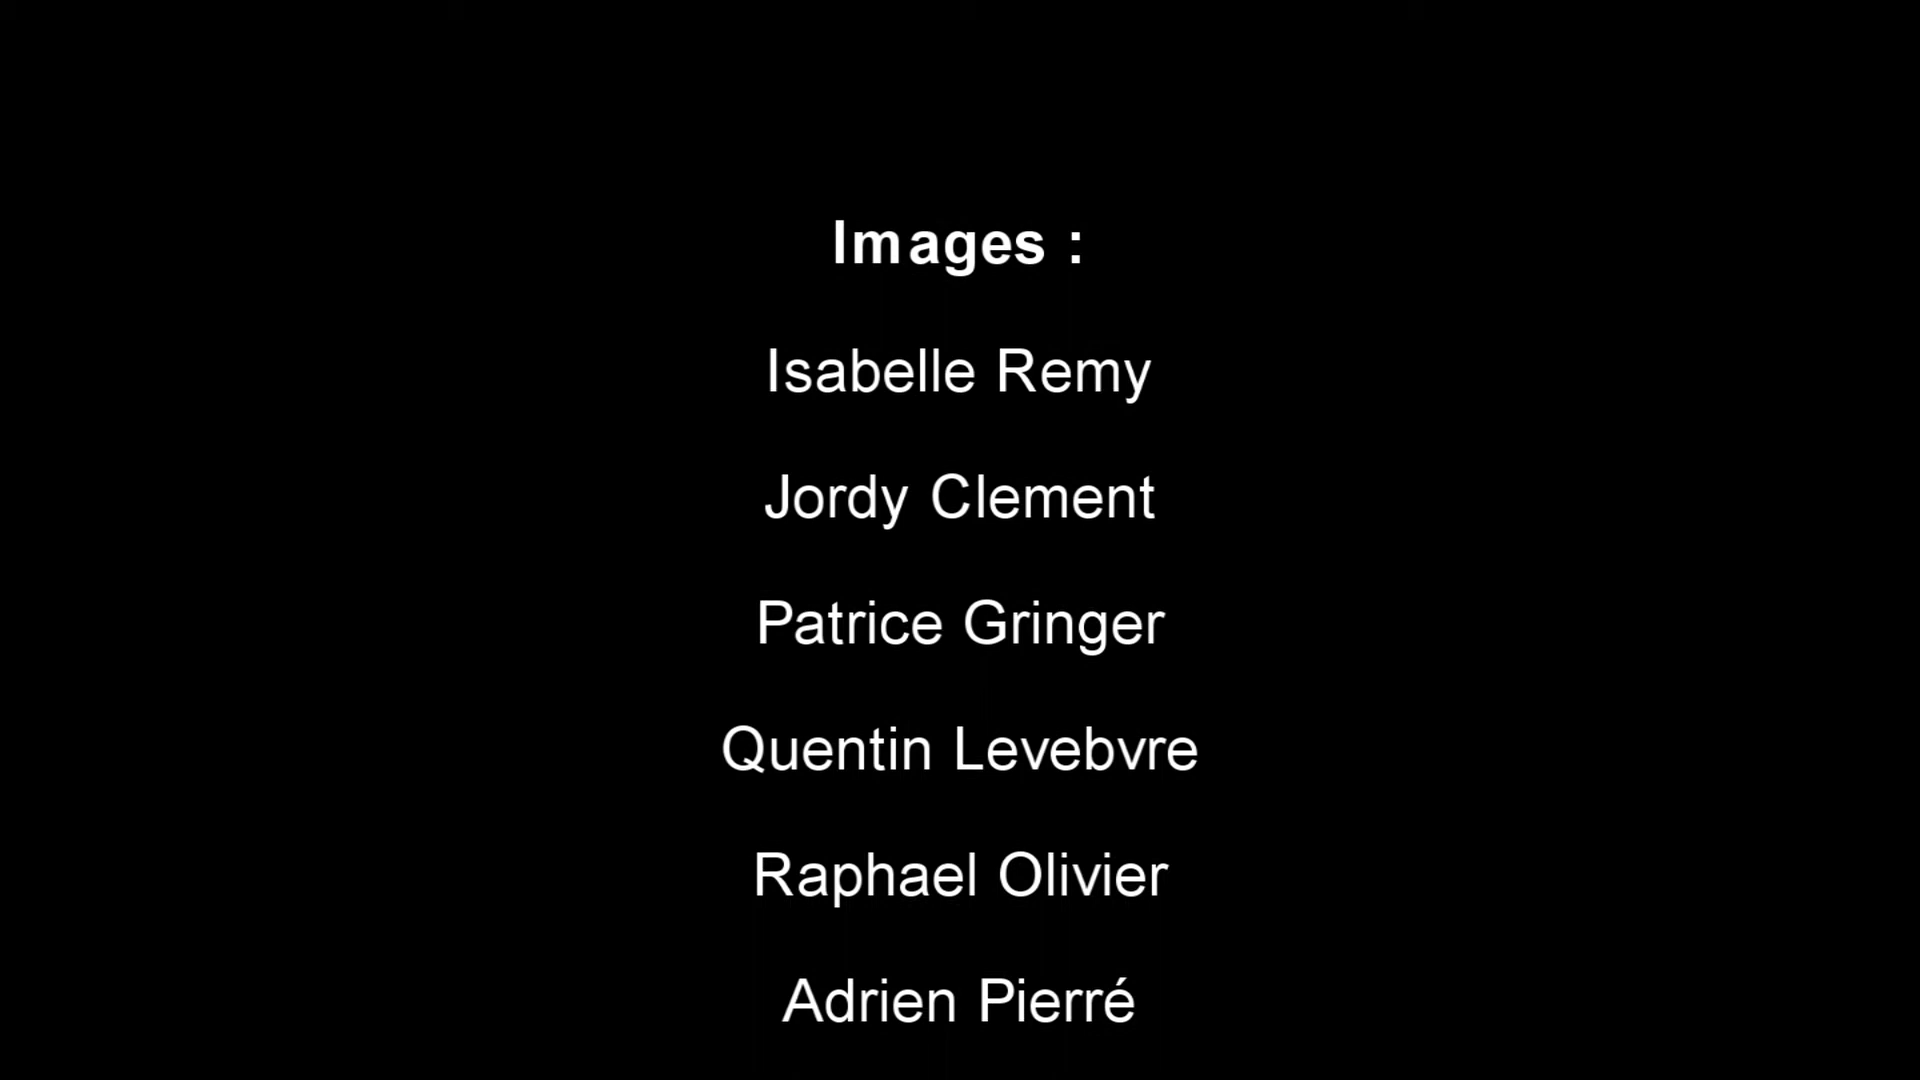 Images :
Isabelle Remy
Jordy Clement
Patrice Gringer
Quentin Levebvre
Raphael Olivier
Adrien Pierré